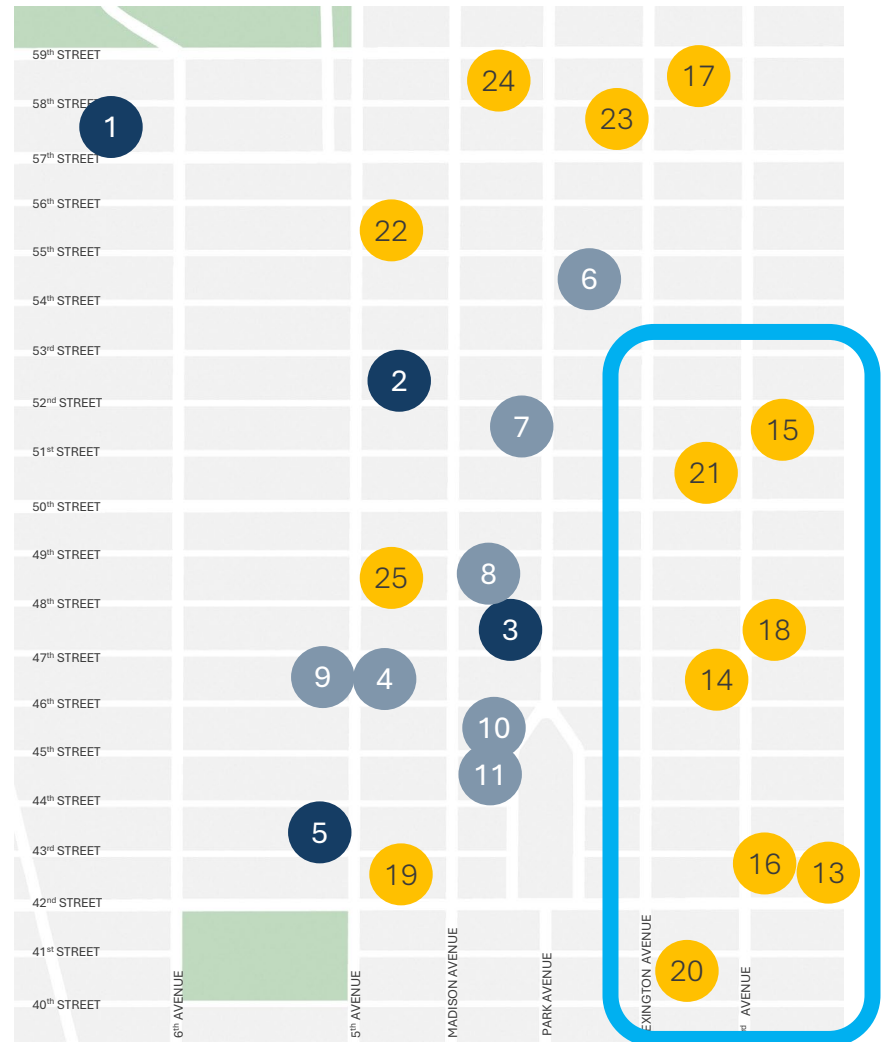 59th STREET
24
17
58th STREET
1
23
57th STREET
56th STREET
22
55th STREET
6
54th STREET
53rd STREET
2
52nd STREET
7
15
51st STREET
21
50th STREET
49th STREET
25
8
48th STREET
3
18
47th STREET
9
4
14
46th STREET
10
45th STREET
11
44th STREET
5
43rd STREET
19
16
13
42nd STREET
41st STREET
20
40th STREET
6th AVENUE
5th AVENUE
MADISON AVENUE
PARK AVENUE
EXINGTON AVENUE
AVENUE